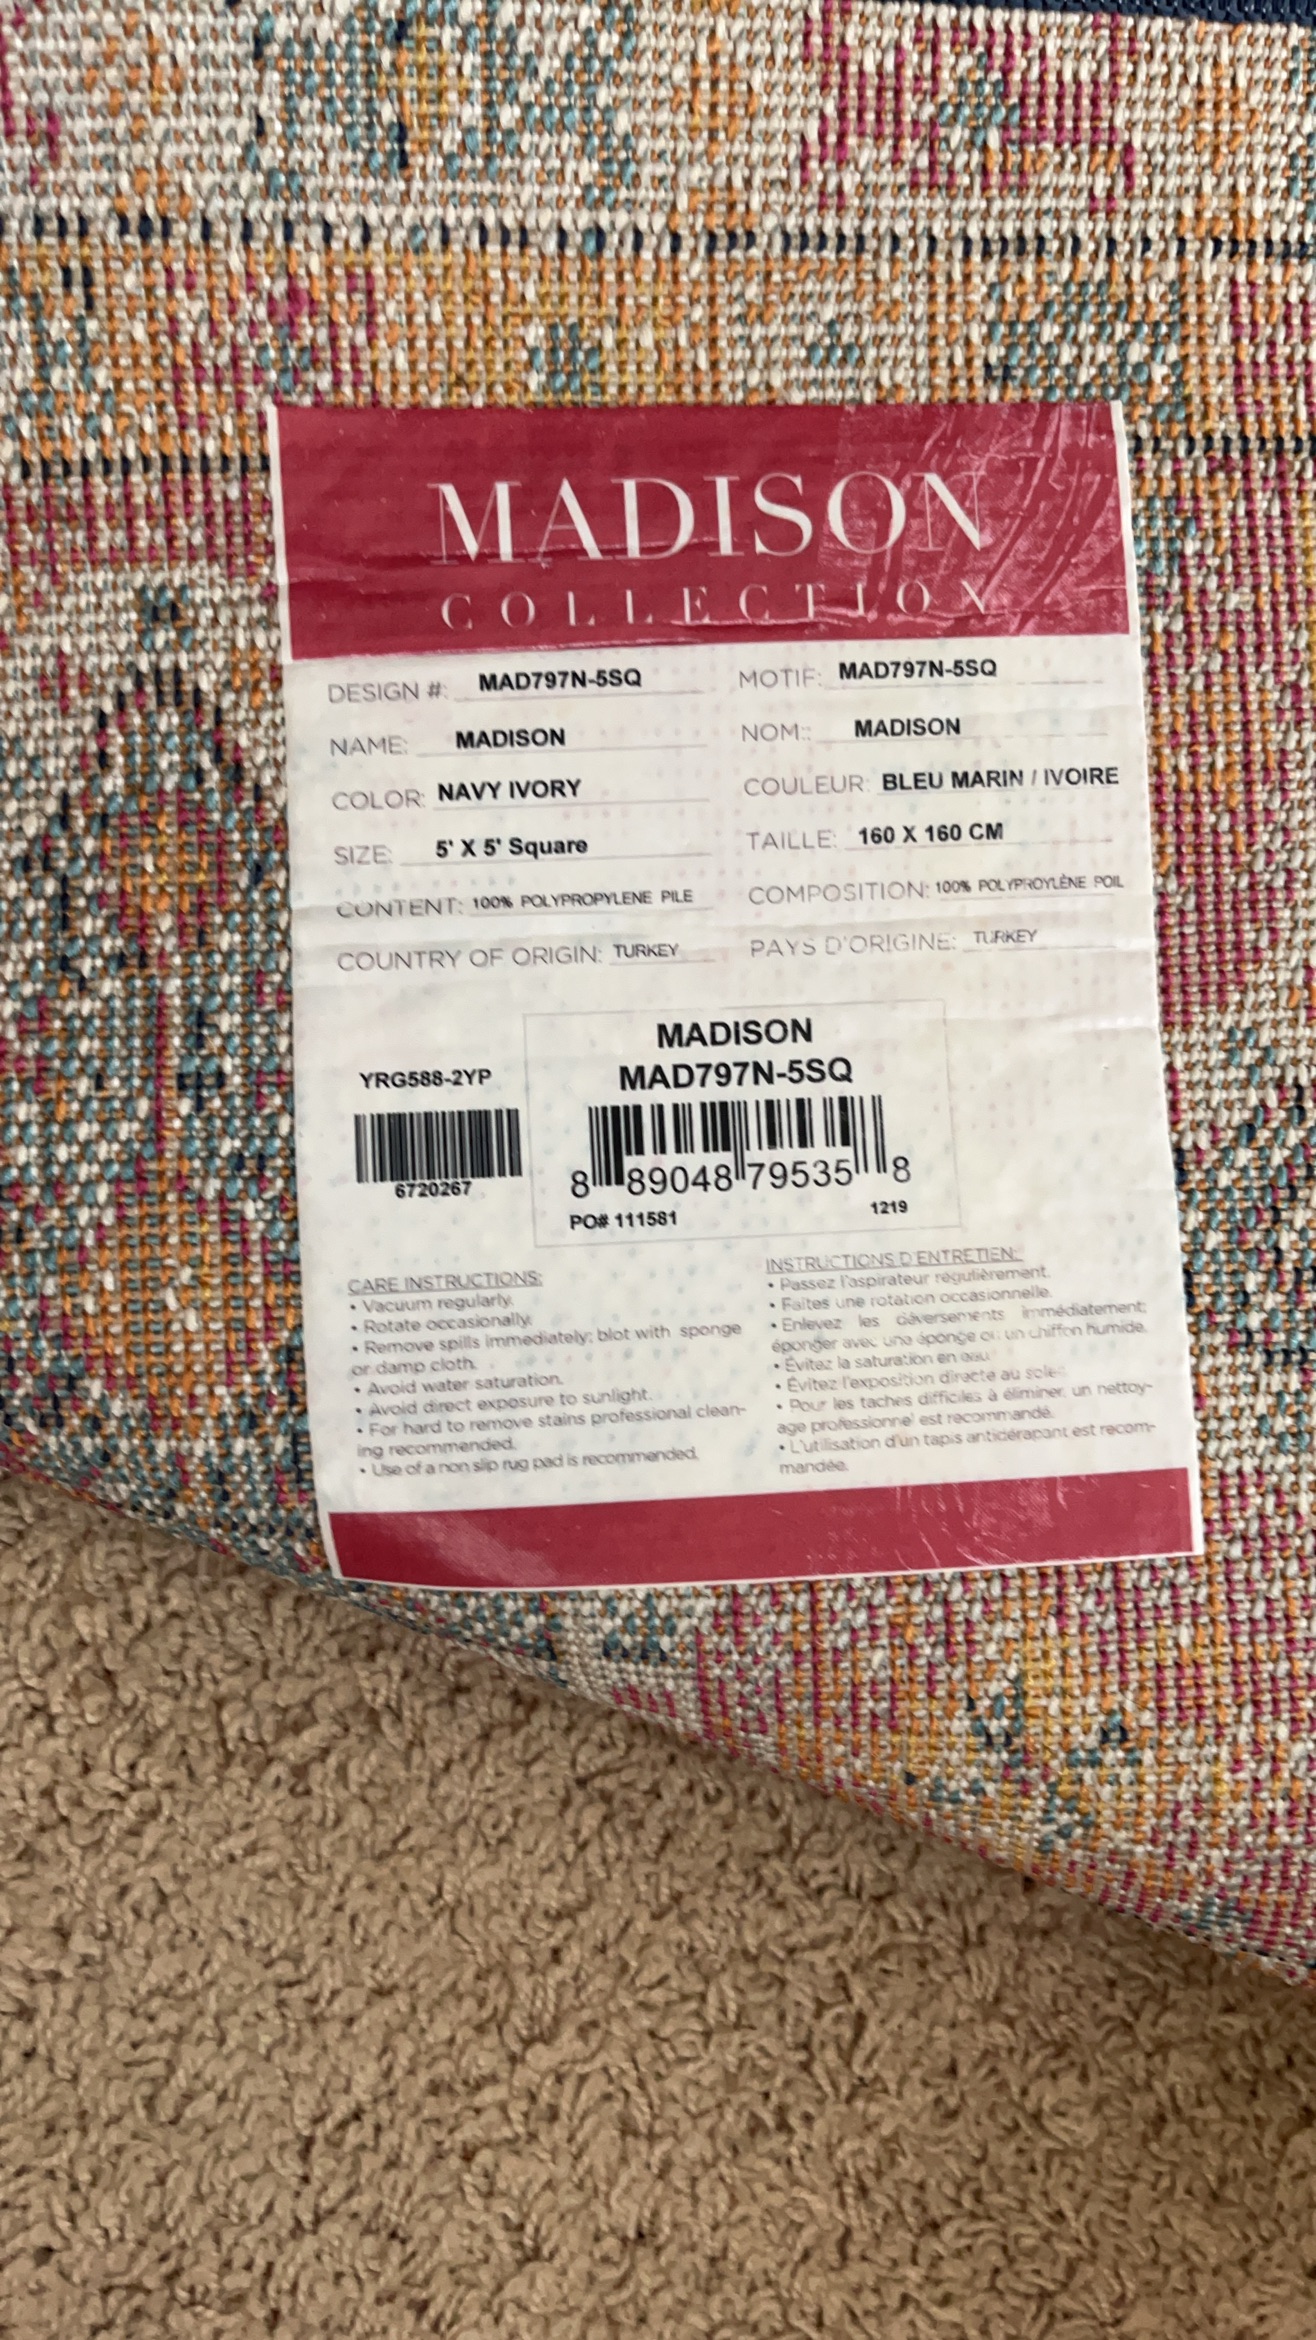 MADISON
COLLECTION
DESIGN #: MAD797N-5SQ
MOTIF: MAD797N-5SQ
NAME: MADISON
NOM:: MADISON
COLOR: NAVY IVORY
COULEUR: BLEU MARIN / IVOIRE
SIZE: 5' X 5' Square
TAILLE: 160 X 160 CM
CONTENT: 100% POLYPROPYLENE PILE
COMPOSITION: 100% POLYPROYLÈNE POIL
COUNTRY OF ORIGIN: TURKEY
PAYS D'ORIGINE: TURKEY
YRG588-2YP
6720267
MADISON
MAD797N-5SQ
8 89048 79535 8
PO# 111581 1219
CARE INSTRUCTIONS:
• Vacuum regularly.
• Rotate occasionally.
• Remove spills immediately; blot with sponge
or damp cloth.
• Avoid water saturation.
• Avoid direct exposure to sunlight.
• For hard to remove stains professional clean-
ing recommended.
• Use of a non slip rug pad is recommended.
INSTRUCTIONS D'ENTRETIEN:
• Passez l'aspirateur regulièrement.
• Faites une rotation occasionnelle.
• Enlevez les déversements immédiatement;
éponger avec une éponge ou un chiffon humide.
• Évitez la saturation en eau
• Évitez l'exposition directe au soleil
• Pour les taches difficiles à éliminer, un nettoy-
age professionnel est recommandé.
• L'utilisation d'un tapis antidérapant est recom-
mandée.